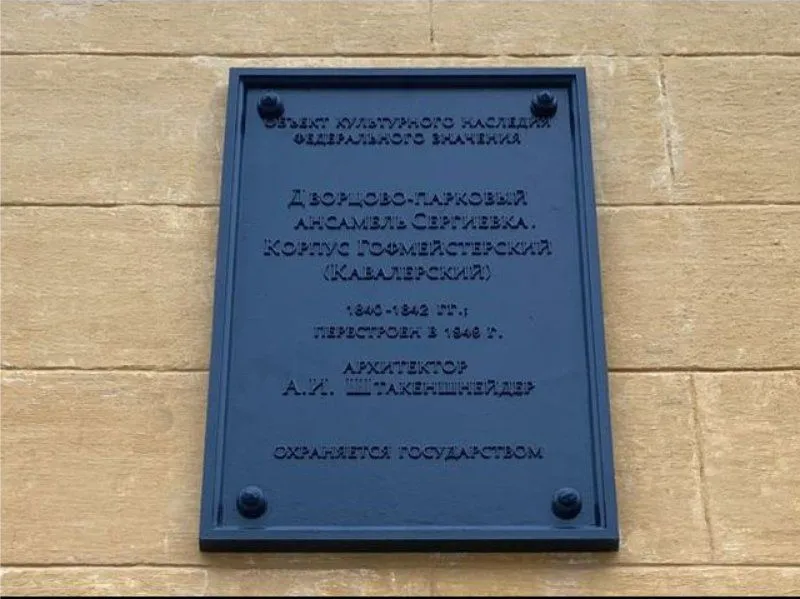 ОБЪЕКТ КУЛЬТУРНОГО НАСЛЕДИЯ
ФЕДЕРАЛЬНОГО ЗНАЧЕНИЯ
ДВОРЦОВО-ПАРКОВЫЙ
АНСАМБЛЬ СЕРГИЕВКА.
КОРПУС ГОФМЕЙСТЕРСКИЙ
(КАВАЛЕРСКИЙ)
1840-1842 ГГ.;
ПЕРЕСТРОЕН В 1949 Г.
АРХИТЕКТОР
А.И. ШТАКЕНШНЕЙДЕР
ОХРАНЯЕТСЯ ГОСУДАРСТВОМ